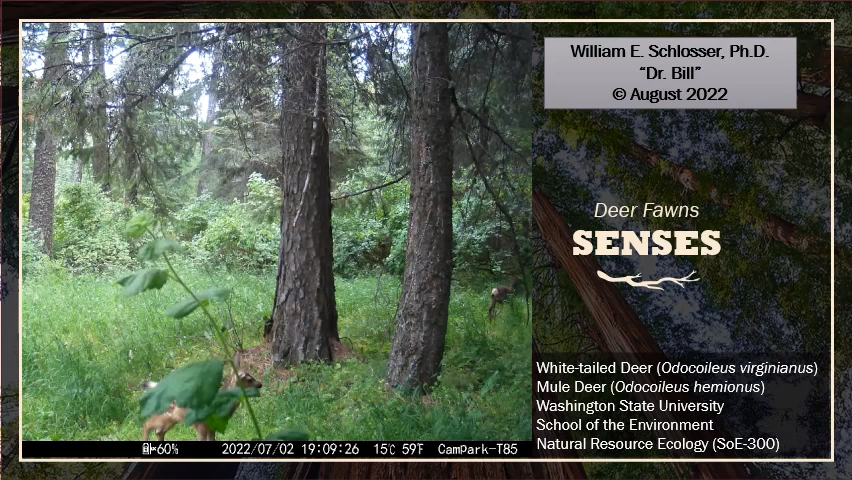 William E. Schlosser, Ph.D.
“Dr. Bill”
© August 2022
Deer Fawns
SENSES
White-tailed Deer (Odocoileus virginianus)
Mule Deer (Odocoileus hemionus)
Washington State University
School of the Environment
Natural Resource Ecology (SoE-300)
60% 2022/07/02 19:09:26 15℃ 59℉ CamPark-T85